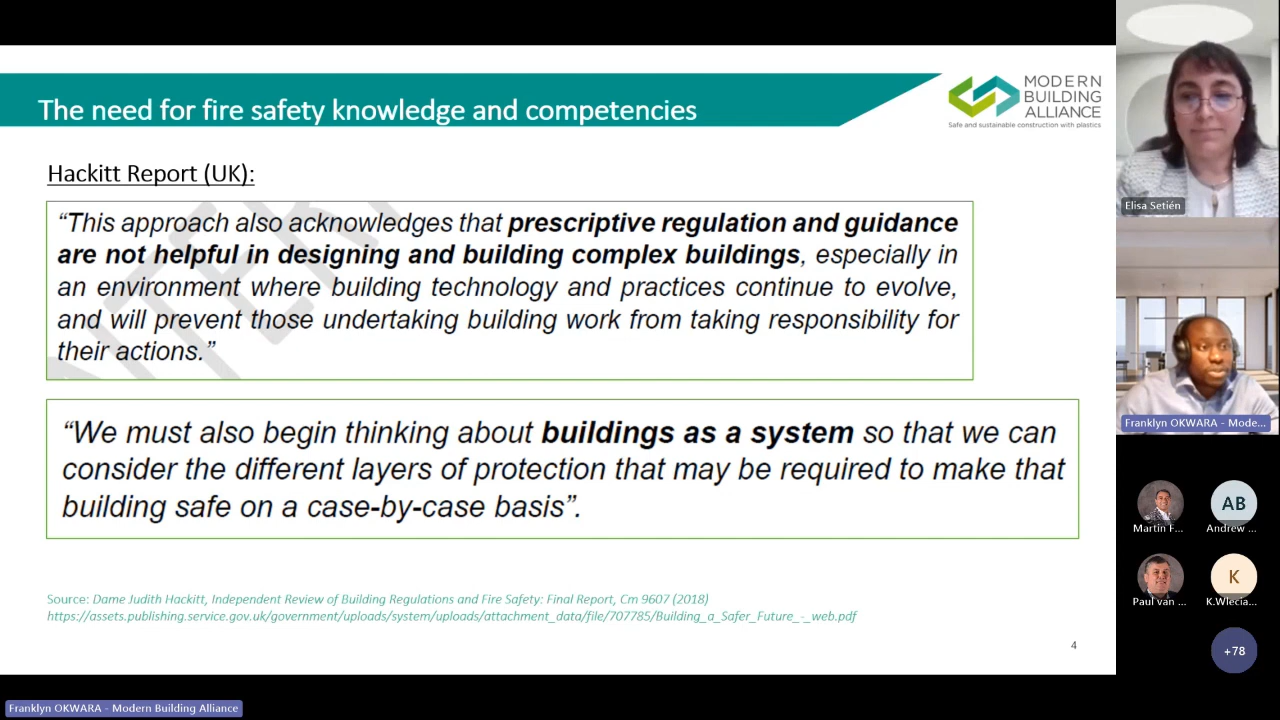 The need for fire safety knowledge and competencies
MODERN
BUILDING
ALLIANCE
Safe and sustainable construction with plastics
Hackitt Report (UK):
“This approach also acknowledges that prescriptive regulation and guidance
are not helpful in designing and building complex buildings, especially in
an environment where building technology and practices continue to evolve,
and will prevent those undertaking building work from taking responsibility for
their actions.”
“We must also begin thinking about buildings as a system so that we can
consider the different layers of protection that may be required to make that
building safe on a case-by-case basis”.
Source: Dame Judith Hackitt, Independent Review of Building Regulations and Fire Safety: Final Report, Cm 9607 (2018)
https://assets.publishing.service.gov.uk/government/uploads/system/uploads/attachment_data/file/707785/Building_a_Safer_Future_-_web.pdf
4
Elisa Setién
Franklyn OKWARA - Mode...
Martin F...
AB
Andrew ...
Paul van ...
K
K.Wlecia...
+78
Franklyn OKWARA - Modern Building Alliance